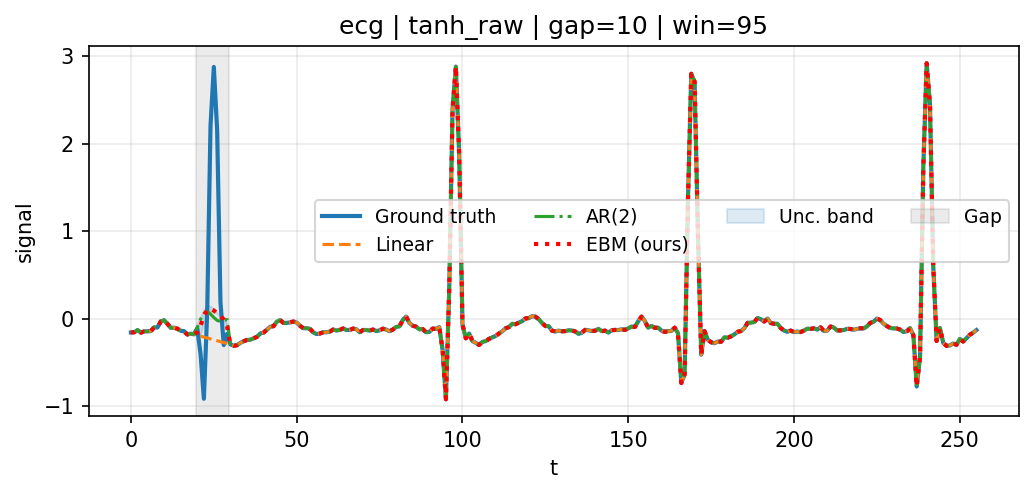 ecg | tanh_raw | gap=10 | win=95
signal
3
2
1
0
−1
Ground truth
Linear
AR(2)
EBM (ours)
Unc. band
Gap
0
50
100
150
200
250
t